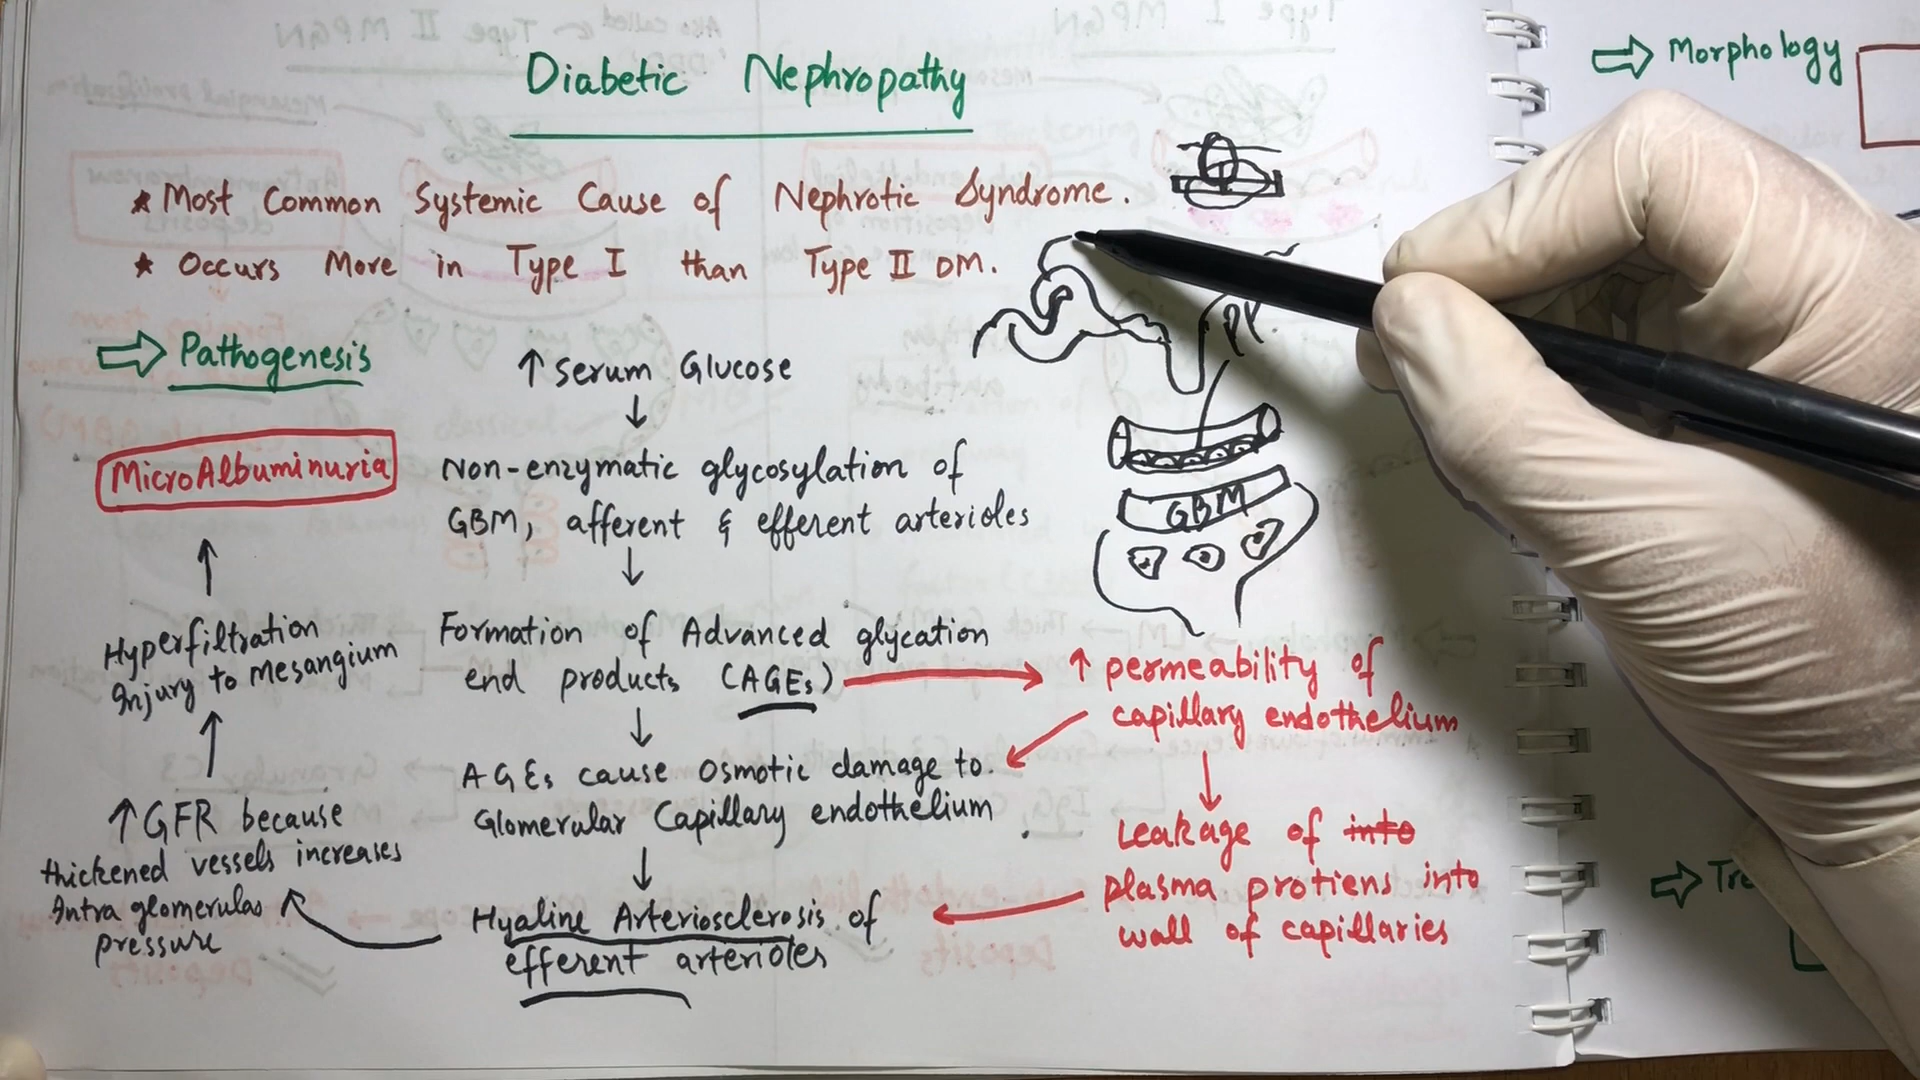 Diabetic Nephropathy
★ Most Common Systemic Cause of Nephrotic Syndrome.
★ Occurs More in Type I than Type II DM.
⇨ Pathogenesis
↑ Serum Glucose
↓
Non-enzymatic glycosylation of
GBM, afferent & efferent arterioles
↓
Formation of Advanced glycation
end products (AGEs) →
↓
AGEs cause Osmotic damage to.
Glomerular Capillary endothelium
↓
Hyaline Arteriosclerosis of
efferent arterioles
↑ permeability of
capillary endothelium
↓
Leakage of into
plasma protiens into
wall of capillaries
↑ GFR because
thickened vessels increases
Intra glomerular
pressure
↑
Hyperfiltration
Injury to Mesangium
↑
MicroAlbuminuria
GBM
⇨ Morphology
⇨ Tre